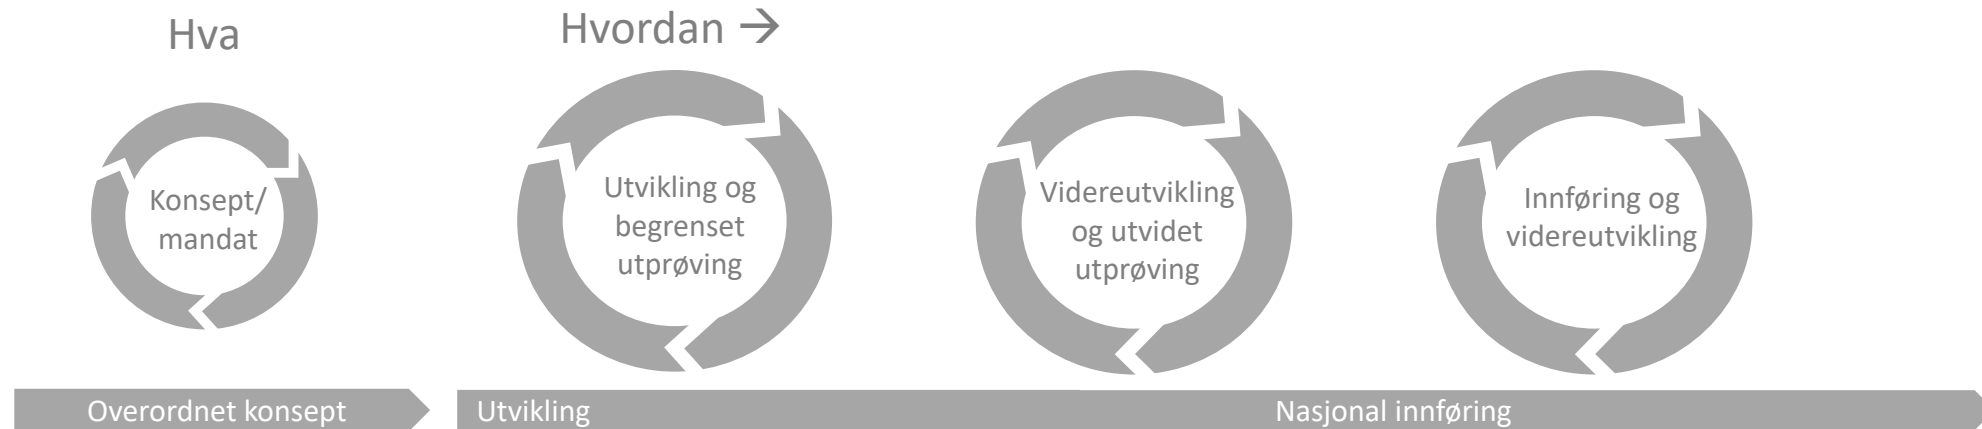 Hva
Hvordan →
Konsept/
mandat
Utvikling og
begrenset
utprøving
Videreutvikling
og utvidet
utprøving
Innføring og
videreutvikling
Overordnet konsept
Utvikling
Nasjonal innføring